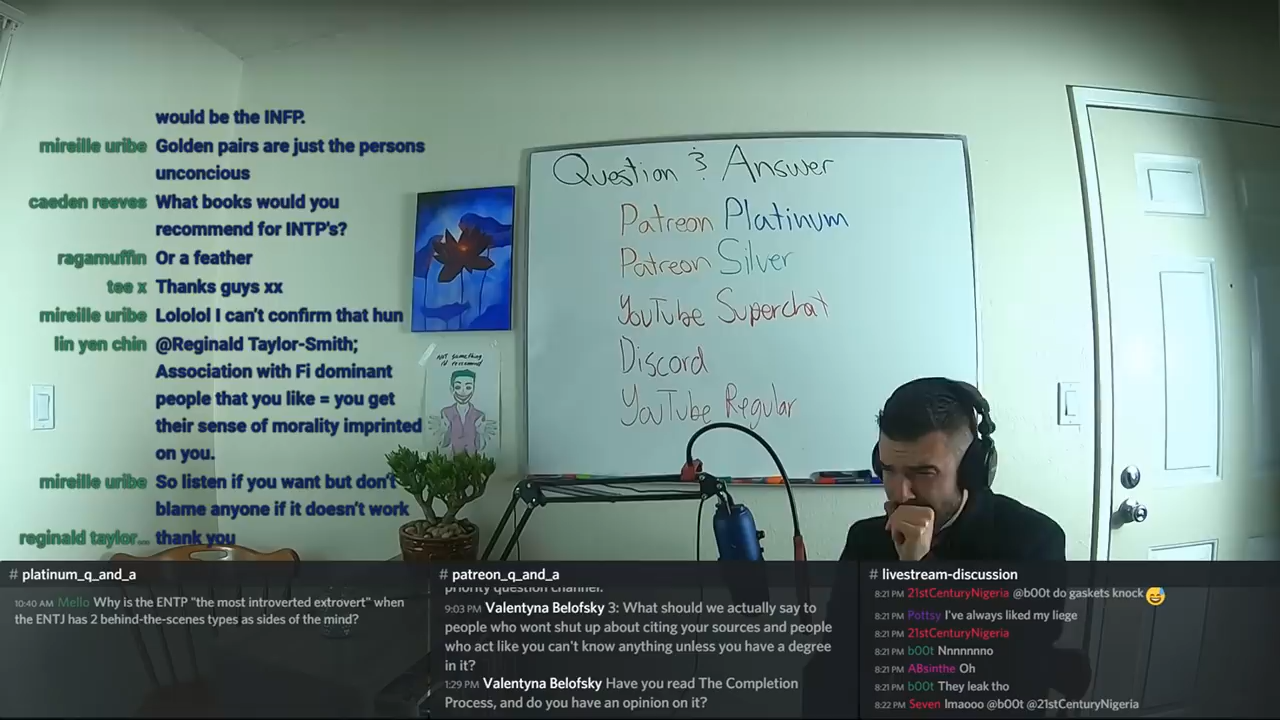 would be the INFP.
mireille uribe Golden pairs are just the persons
unconcious
caeden reeves What books would you
recommend for INTP's?
ragamuffin Or a feather
tee x Thanks guys xx
mireille uribe Lololol I can't confirm that hun
lin yen chin @Reginald Taylor-Smith;
Association with Fi dominant
people that you like = you get
their sense of morality imprinted
on you.
mireille uribe So listen if you want but don't
blame anyone if it doesn't work
reginald taylor... thank you
NOT something
I'd recommend
Question & Answer
Patreon Platinum
Patreon Silver
YouTube Superchat
Discord
YouTube Regular
# platinum_q_and_a
10:40 AM Mello Why is the ENTP "the most introverted extrovert" when
the ENTJ has 2 behind-the-scenes types as sides of the mind?
# patreon_q_and_a
priority question channel.
9:03 PM Valentyna Belofsky 3: What should we actually say to
people who wont shut up about citing your sources and people
who act like you can't know anything unless you have a degree
in it?
1:29 PM Valentyna Belofsky Have you read The Completion
Process, and do you have an opinion on it?
# livestream-discussion
8:21 PM 21stCenturyNigeria @b00t do gaskets knock 😅
8:21 PM Pottsy I've always liked my liege
8:21 PM 21stCenturyNigeria
8:21 PM b00t Nnnnnnno
8:21 PM ABsinthe Oh
8:21 PM b00t They leak tho
8:22 PM Seven lmaooo @b00t @21stCenturyNigeria